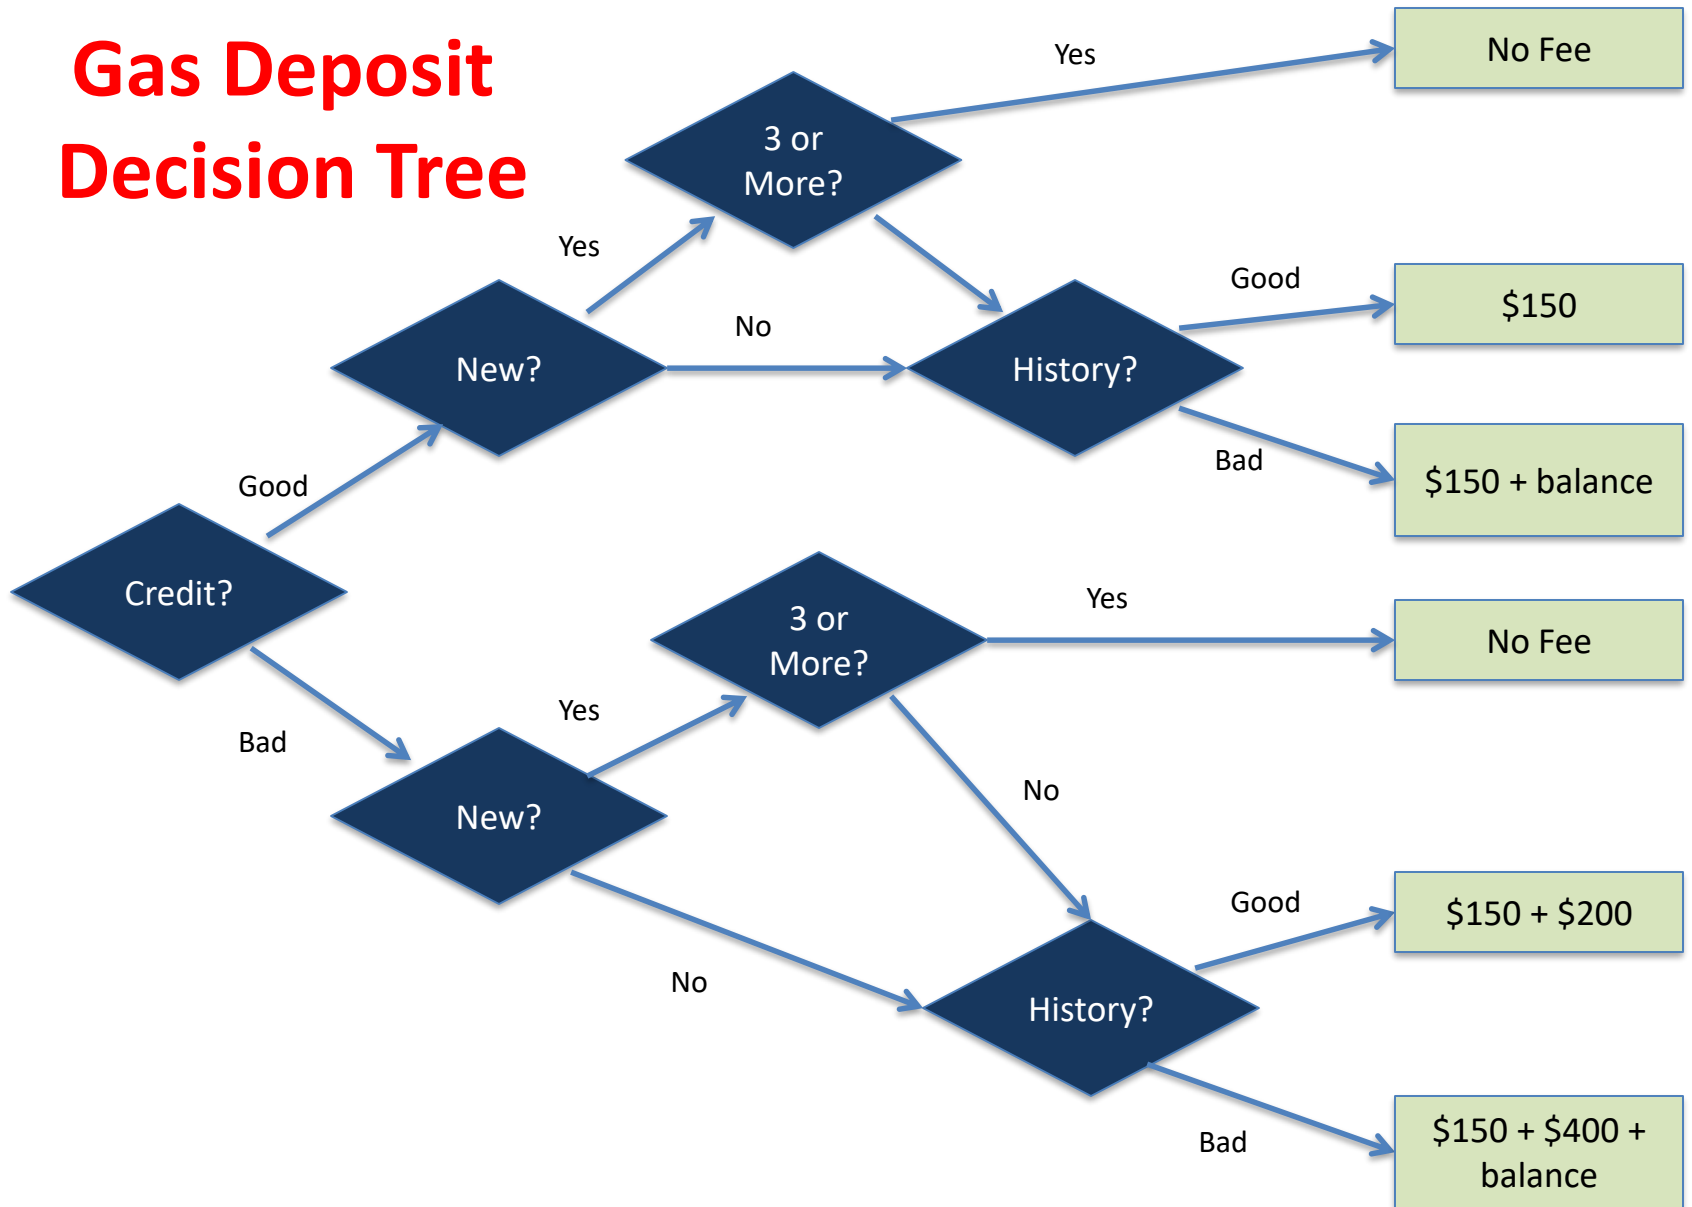 Gas Deposit
Decision Tree
Yes
No Fee
3 or
More?
Yes
Good
$150
No
New?
History?
Bad
$150 + balance
Good
Credit?
3 or
More?
Yes
No Fee
Yes
Bad
No
New?
Good
$150 + $200
No
History?
Bad
$150 + $400 +
balance